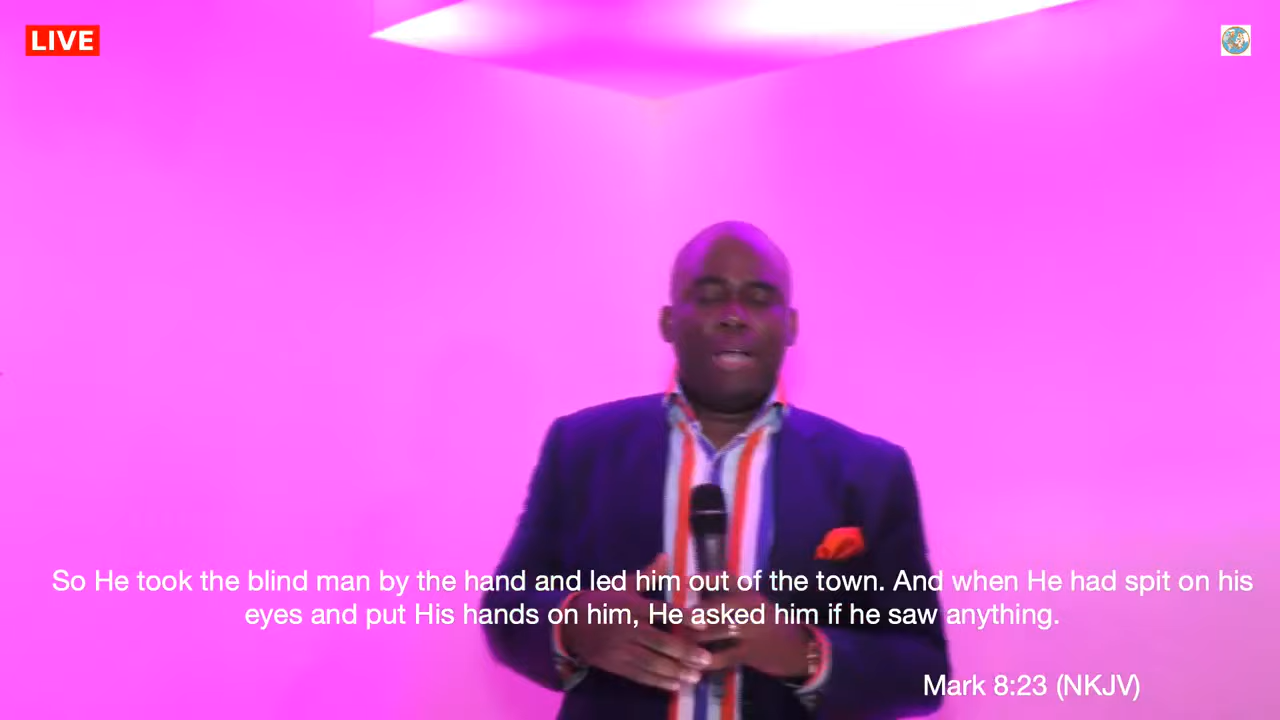 LIVE
So He took the blind man by the hand and led him out of the town. And when He had spit on his
eyes and put His hands on him, He asked him if he saw anything.
Mark 8:23 (NKJV)